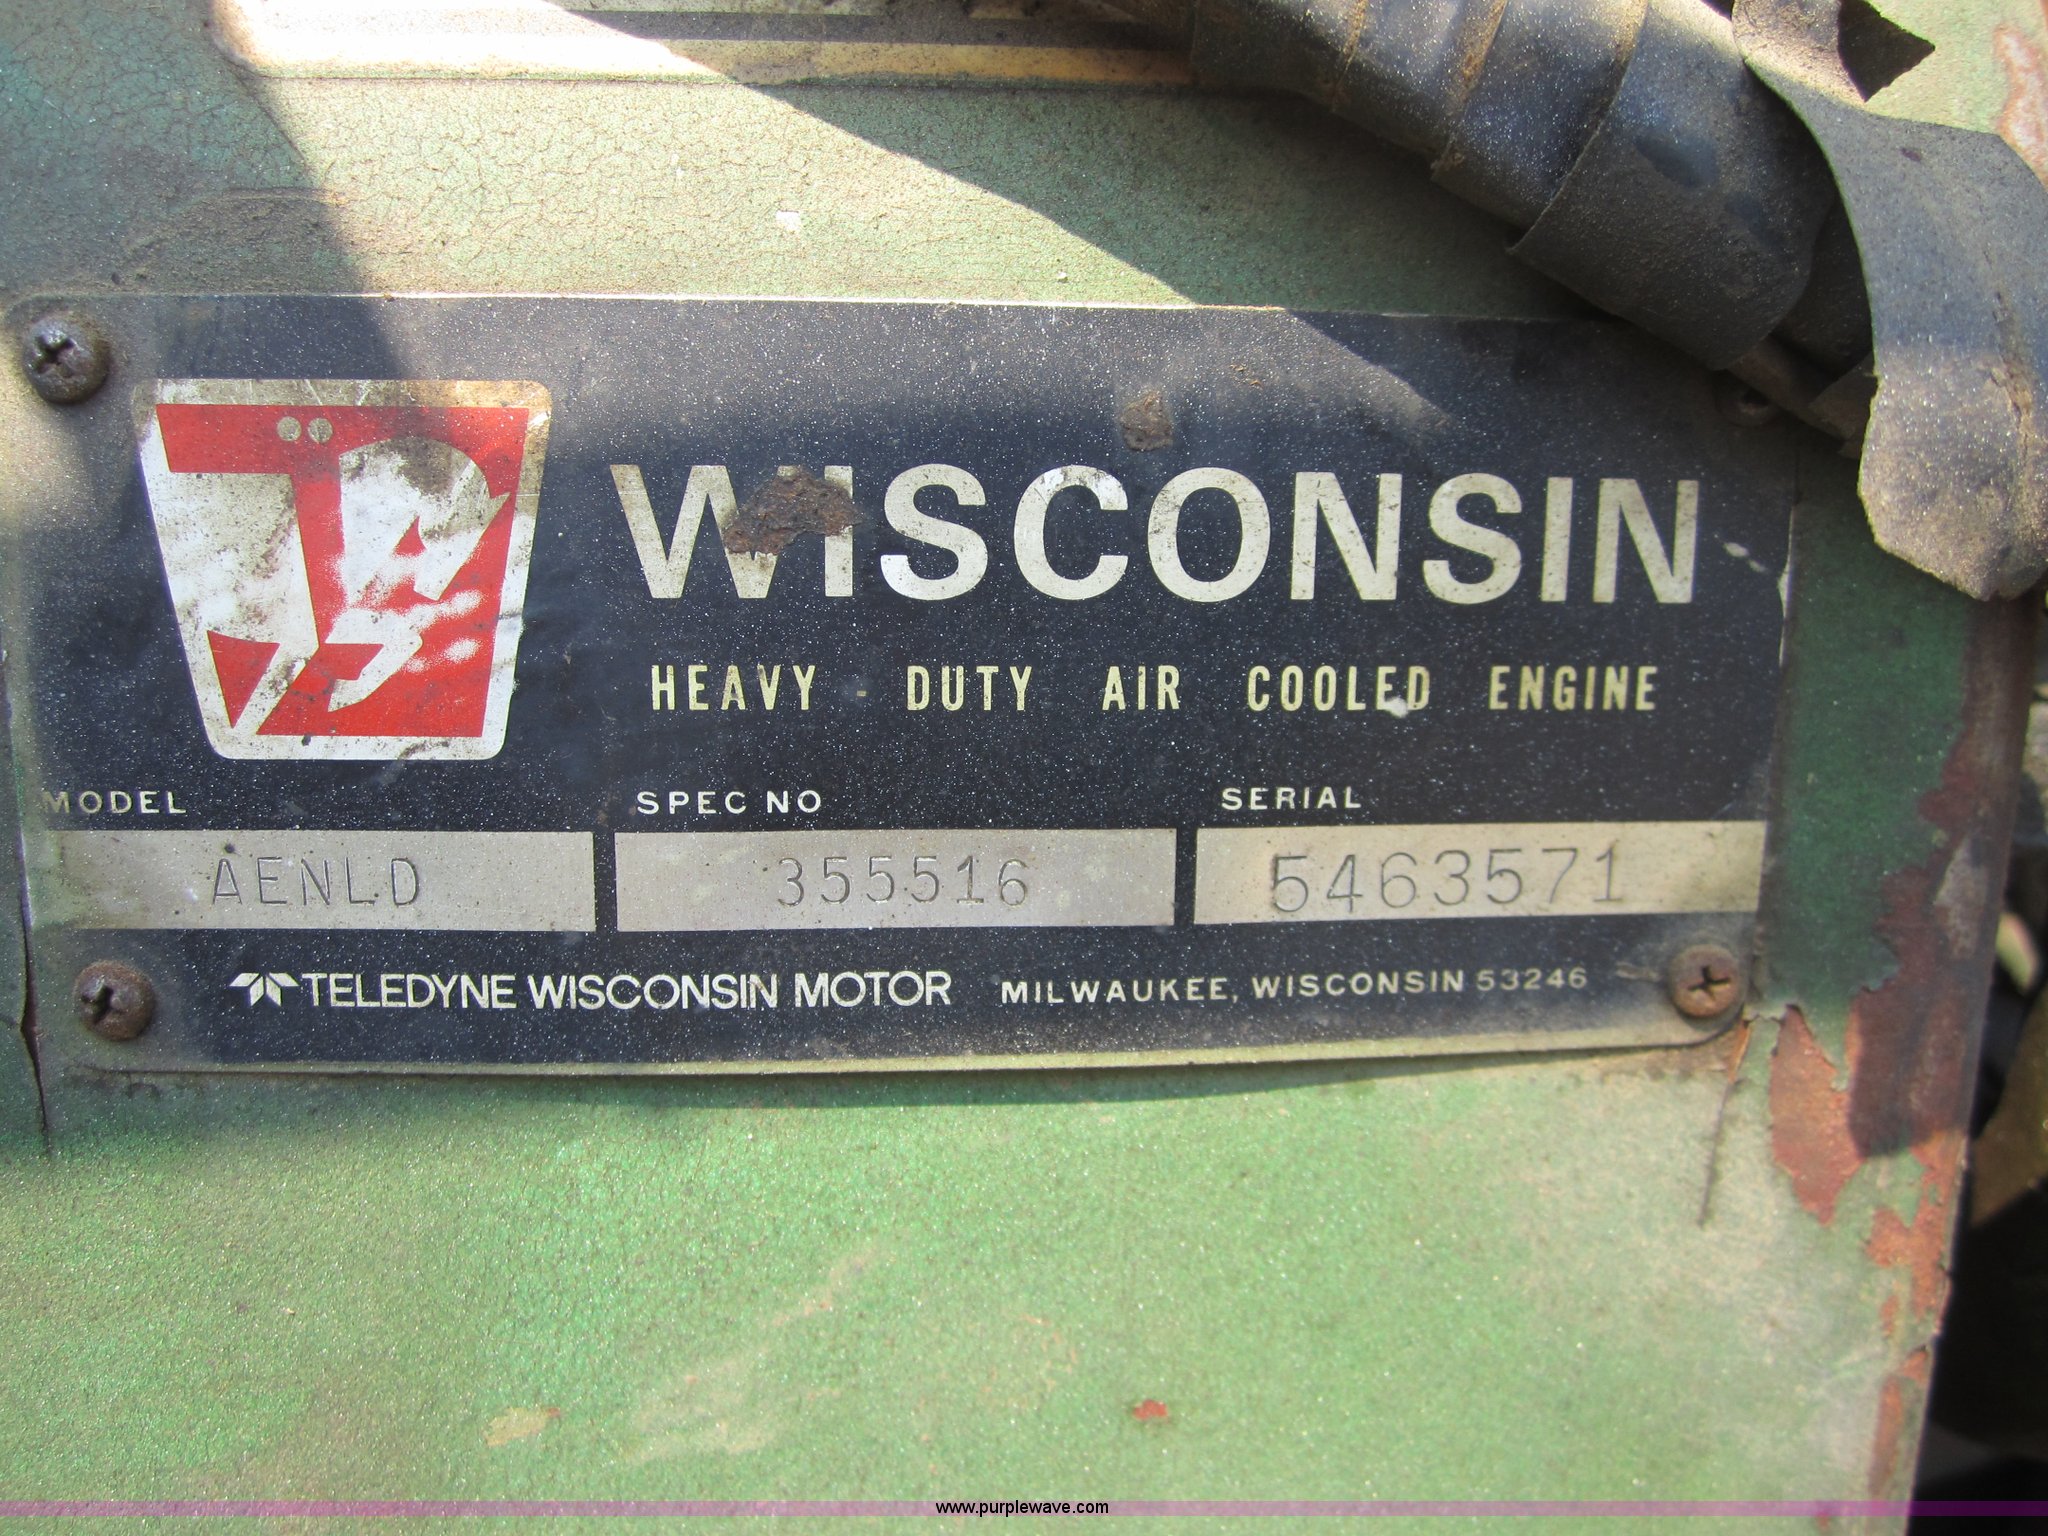 WISCONSIN
HEAVY DUTY AIR COOLED ENGINE
MODEL SPEC NO SERIAL
AENLD 355516 5463571
TELEDYNE WISCONSIN MOTOR MILWAUKEE, WISCONSIN 53246
www.purplewave.com